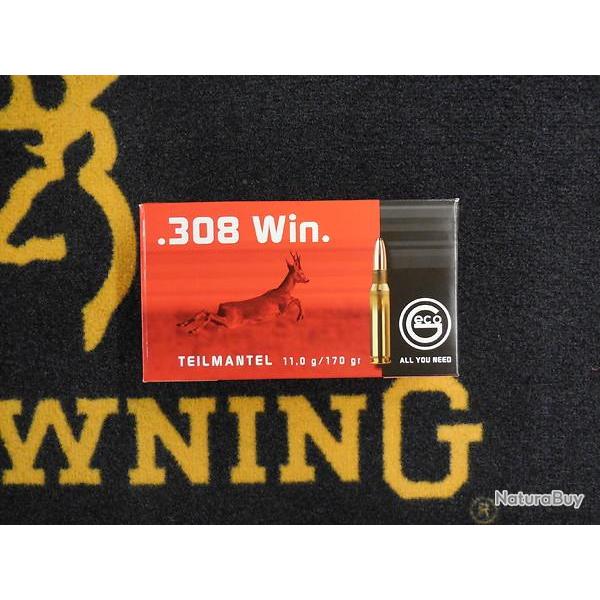 .308 Win.
TEILMANTEL 11.0 g/170 gr
Geco
ALL YOU NEED
WNING
NaturaBuy